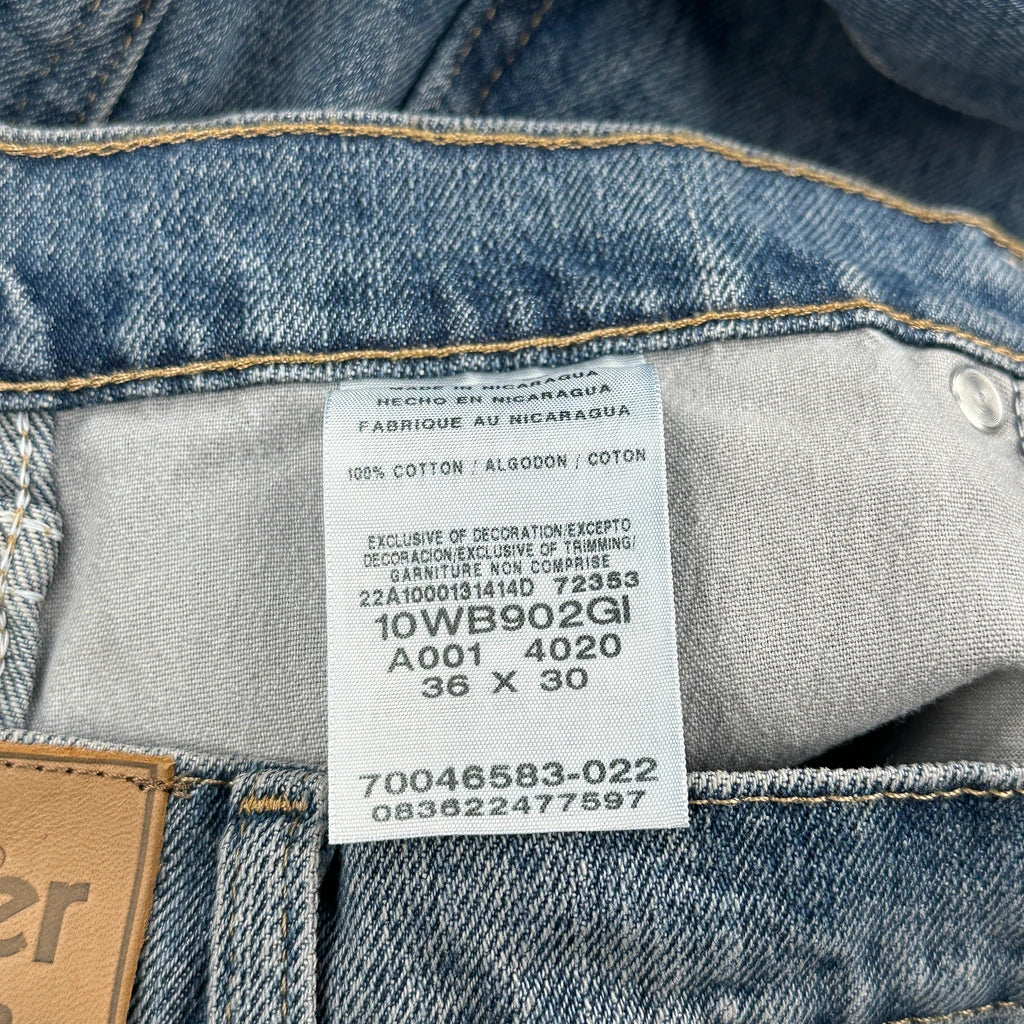 MADE IN NICARAGUA
HECHO EN NICARAGUA
FABRIQUE AU NICARAGUA
100% COTTON / ALGODON / COTON
EXCLUSIVE OF DECORATION/EXCEPTO
DECORACION/EXCLUSIVE OF TRIMMING/
GARNITURE NON COMPRISE
22A1000131414D 72353
10WB902GI
A001 4020
36 X 30
70046583-022
083622477597
er